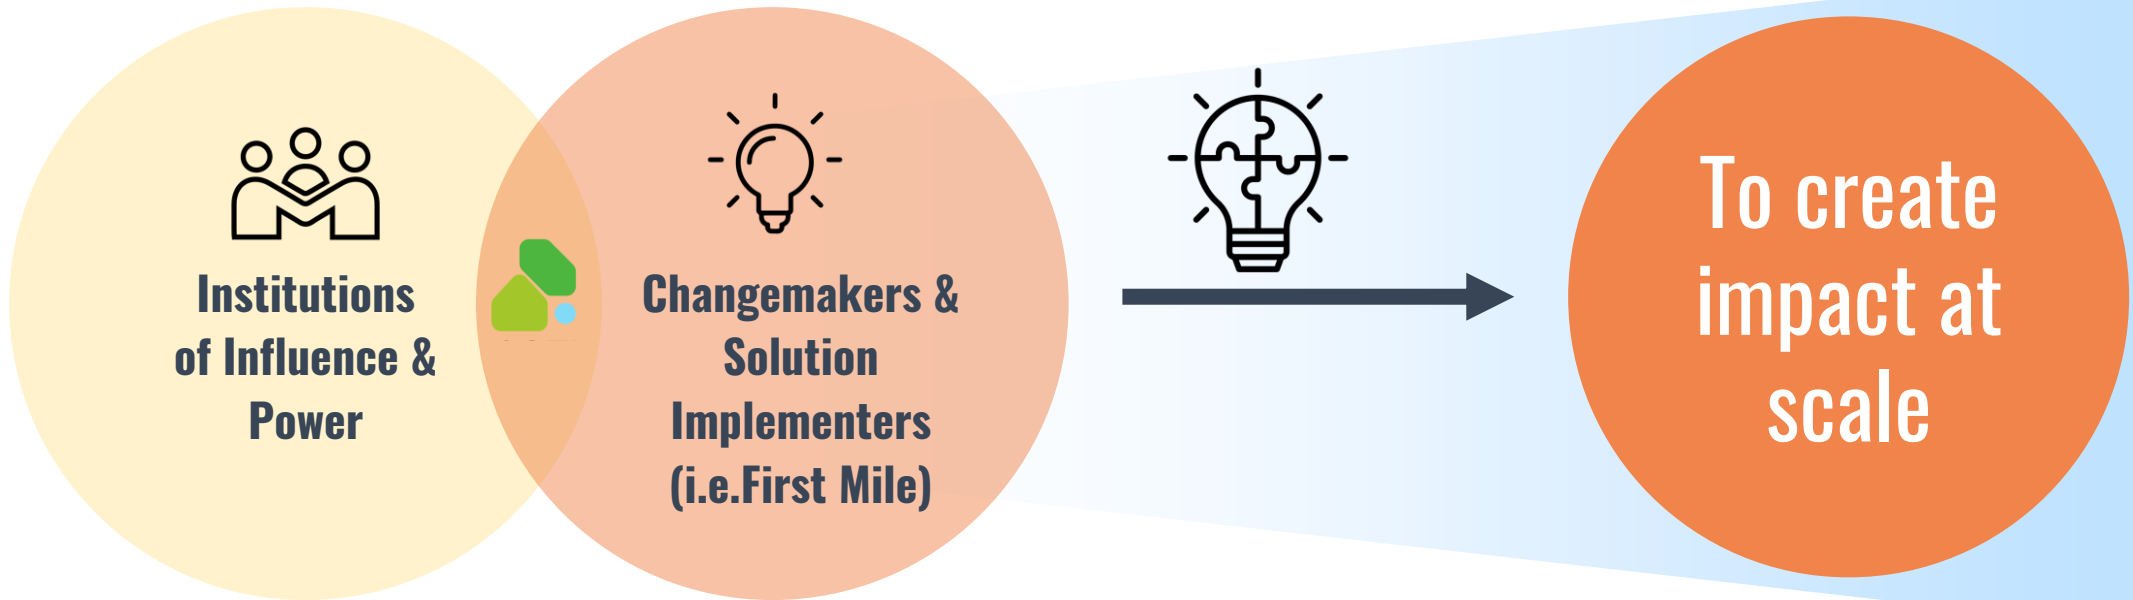 Institutions
of Influence &
Power
Changemakers &
Solution
Implementers
(i.e.First Mile)
To create
impact at
scale